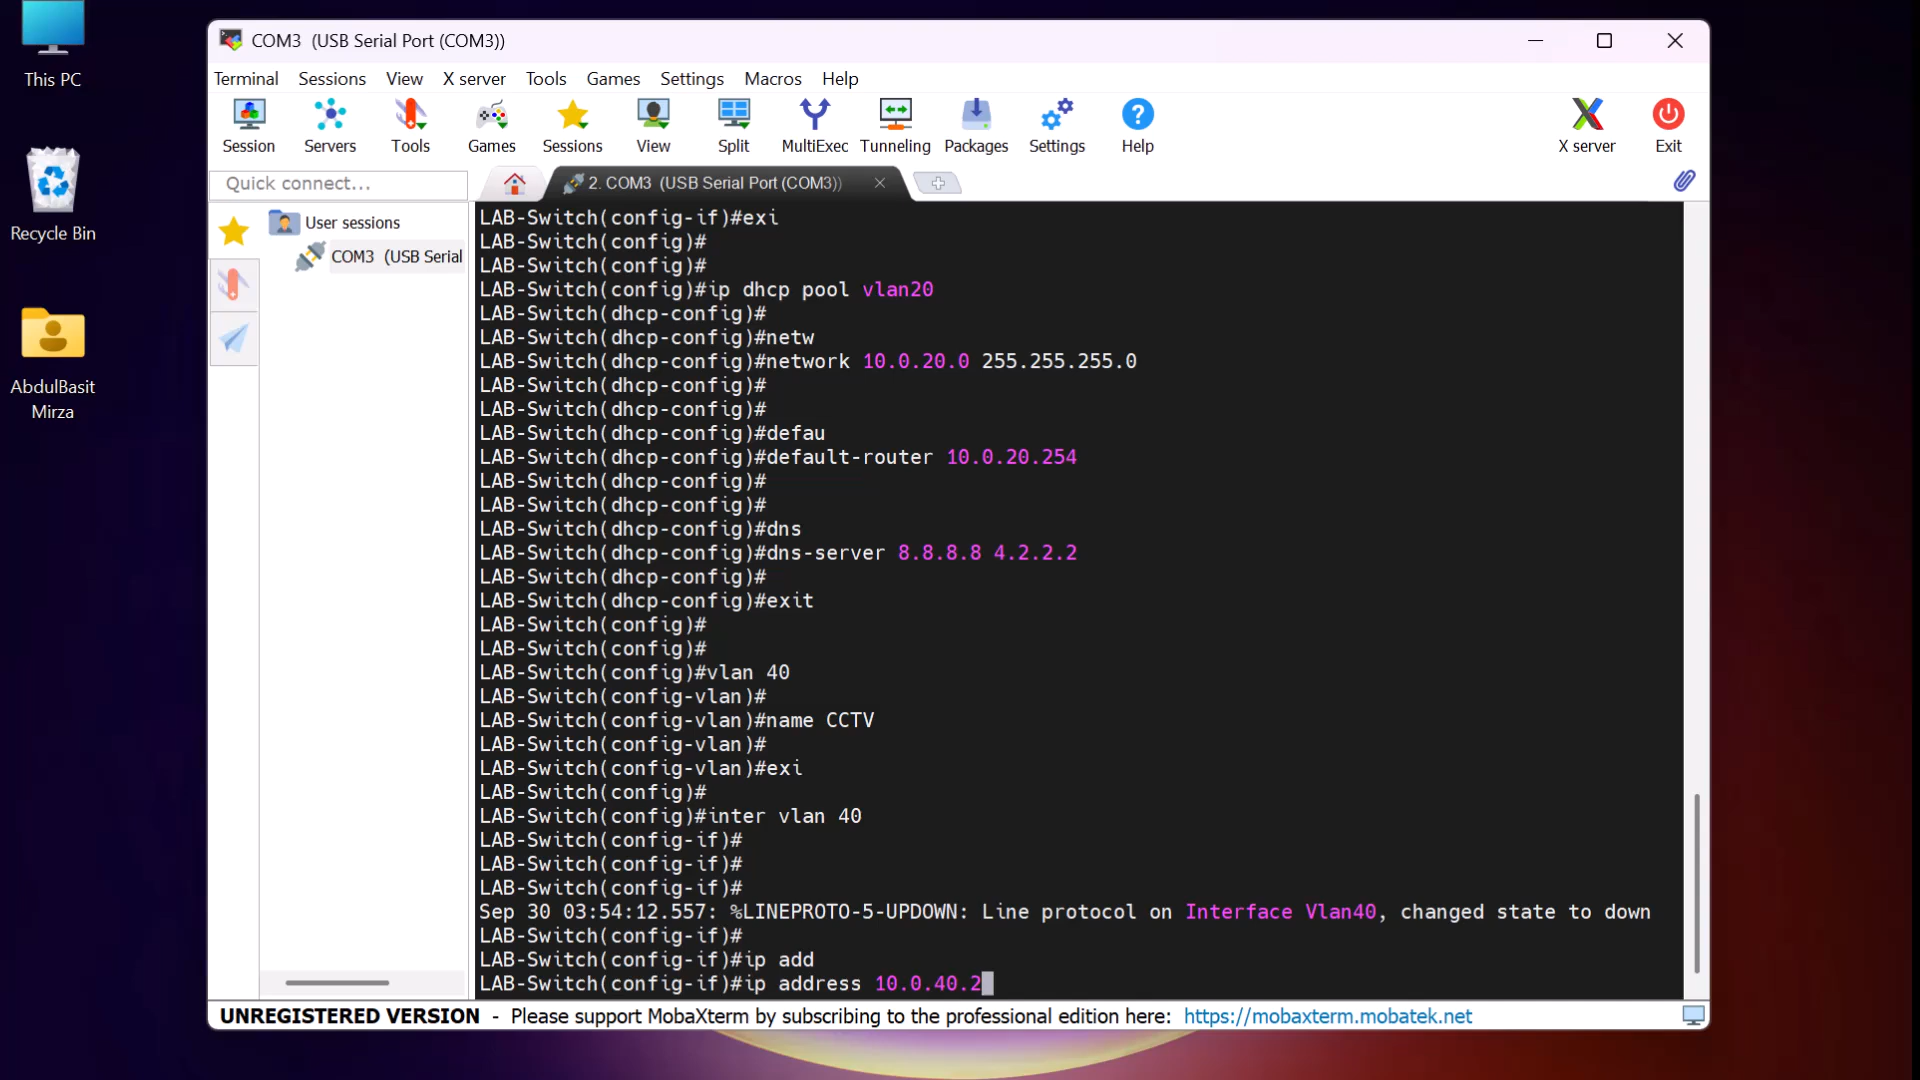 This PC
Recycle Bin
AbdulBasit
Mirza
COM3  (USB Serial Port (COM3))
Terminal Sessions View X server Tools Games Settings Macros Help
Session Servers Tools Games Sessions View Split MultiExec Tunneling Packages Settings Help X server Exit
Quick connect...
2. COM3  (USB Serial Port (COM3))
User sessions
COM3  (USB Serial
LAB-Switch(config-if)#exi
LAB-Switch(config)#
LAB-Switch(config)#
LAB-Switch(config)#ip dhcp pool vlan20
LAB-Switch(dhcp-config)#
LAB-Switch(dhcp-config)#netw
LAB-Switch(dhcp-config)#network 10.0.20.0 255.255.255.0
LAB-Switch(dhcp-config)#
LAB-Switch(dhcp-config)#
LAB-Switch(dhcp-config)#defau
LAB-Switch(dhcp-config)#default-router 10.0.20.254
LAB-Switch(dhcp-config)#
LAB-Switch(dhcp-config)#
LAB-Switch(dhcp-config)#dns
LAB-Switch(dhcp-config)#dns-server 8.8.8.8 4.2.2.2
LAB-Switch(dhcp-config)#
LAB-Switch(dhcp-config)#exit
LAB-Switch(config)#
LAB-Switch(config)#
LAB-Switch(config)#vlan 40
LAB-Switch(config-vlan)#
LAB-Switch(config-vlan)#name CCTV
LAB-Switch(config-vlan)#
LAB-Switch(config-vlan)#exi
LAB-Switch(config)#
LAB-Switch(config)#inter vlan 40
LAB-Switch(config-if)#
LAB-Switch(config-if)#
LAB-Switch(config-if)#
Sep 30 03:54:12.557: %LINEPROTO-5-UPDOWN: Line protocol on Interface Vlan40, changed state to down
LAB-Switch(config-if)#
LAB-Switch(config-if)#ip add
LAB-Switch(config-if)#ip address 10.0.40.2
UNREGISTERED VERSION  -  Please support MobaXterm by subscribing to the professional edition here:  https://mobaxterm.mobatek.net